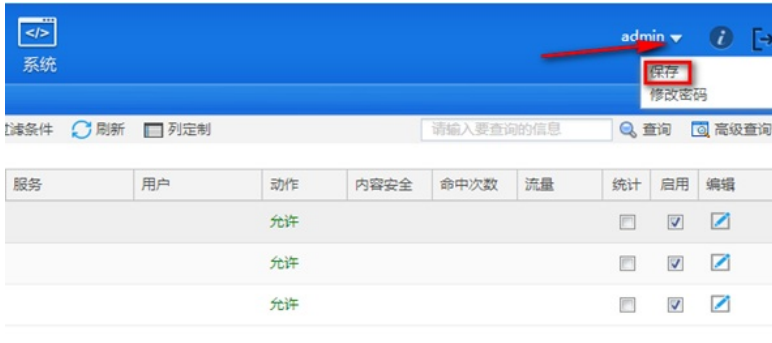 </>
admin
系统
保存
修改密码
过滤条件 刷新 列定制 请输入要查询的信息 查询 高级查询
服务 用户 动作 内容安全 命中次数 流量 统计 启用 编辑
允许
允许
允许